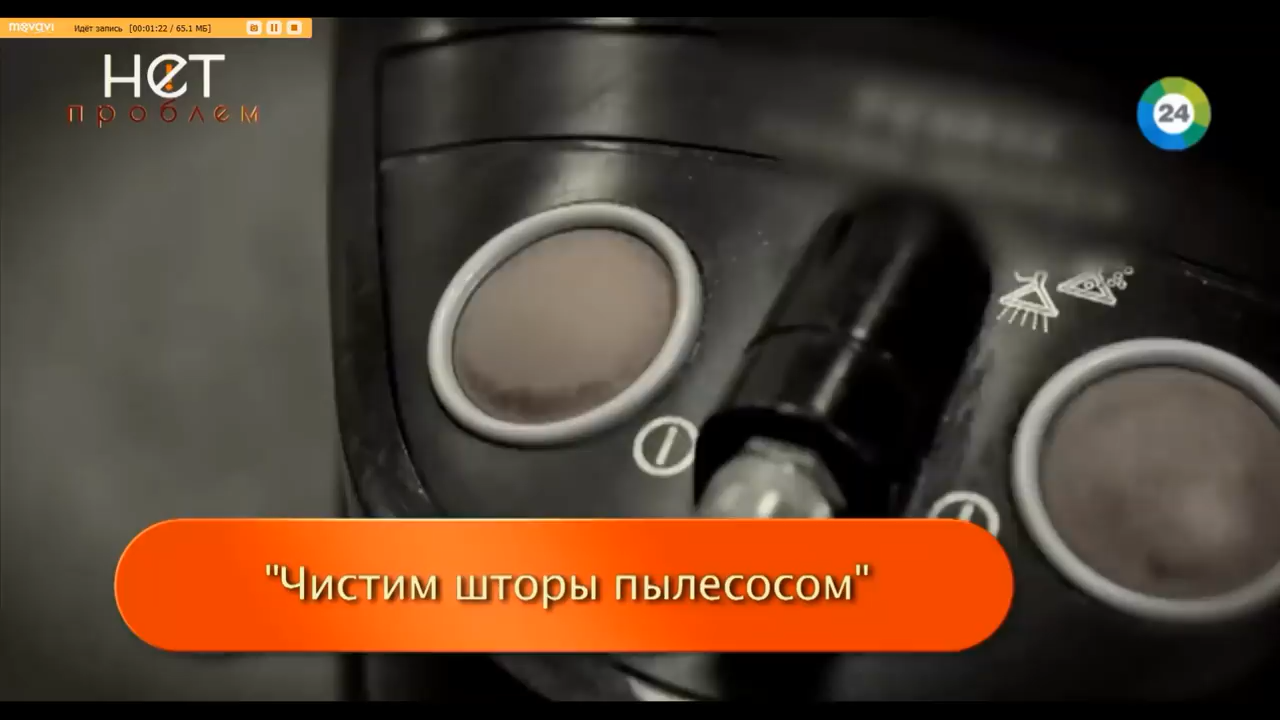 movavi
Идёт запись [00:01:22 / 65.1 МБ]
НеТ
проблем
24
"Чистим шторы пылесосом"